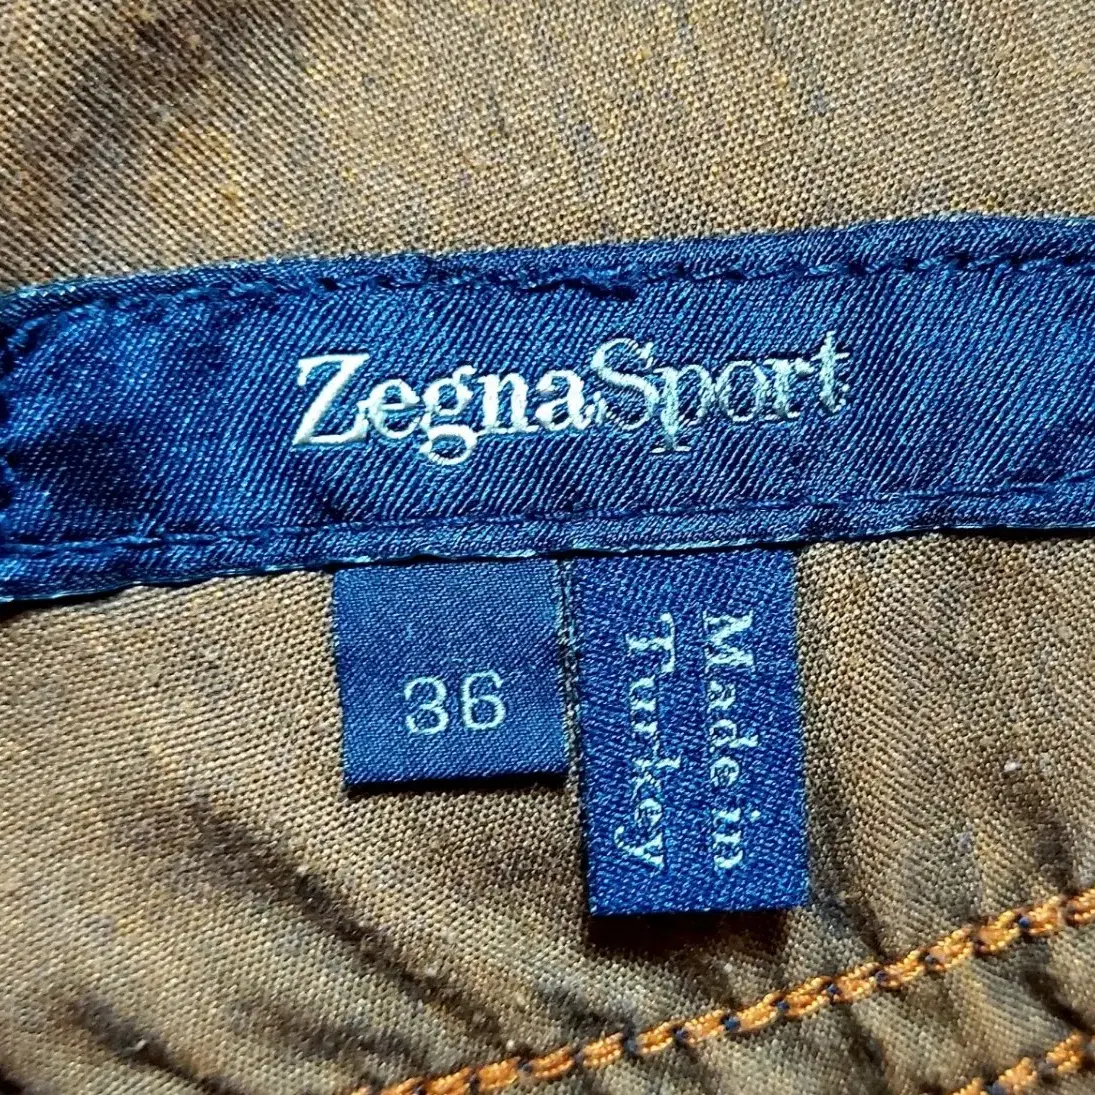 ZegnaSport
36
Made in
Turkey